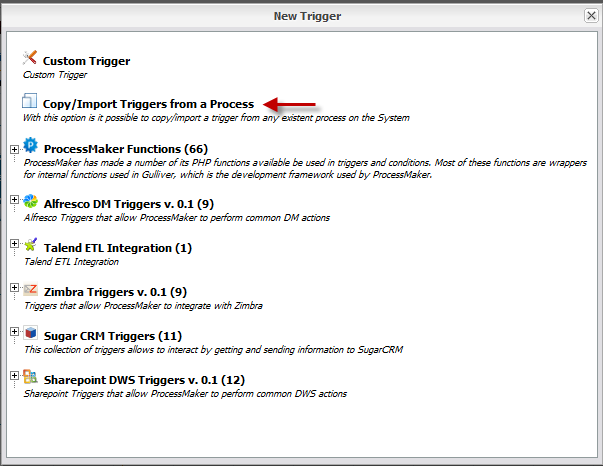 New Trigger
Custom Trigger
Custom Trigger
Copy/Import Triggers from a Process
With this option is it possible to copy/import a trigger from any existent process on the System
ProcessMaker Functions (66)
ProcessMaker has made a number of its PHP functions available be used in triggers and conditions. Most of these functions are wrappers
for internal functions used in Gulliver, which is the development framework used by ProcessMaker.
Alfresco DM Triggers v. 0.1 (9)
Alfresco Triggers that allow ProcessMaker to perform common DM actions
Talend ETL Integration (1)
Talend ETL Integration
Zimbra Triggers v. 0.1 (9)
Triggers that allow ProcessMaker to integrate with Zimbra
Sugar CRM Triggers (11)
This collection of triggers allows to interact by getting and sending information to SugarCRM
Sharepoint DWS Triggers v. 0.1 (12)
Sharepoint Triggers that allow ProcessMaker to perform common DWS actions